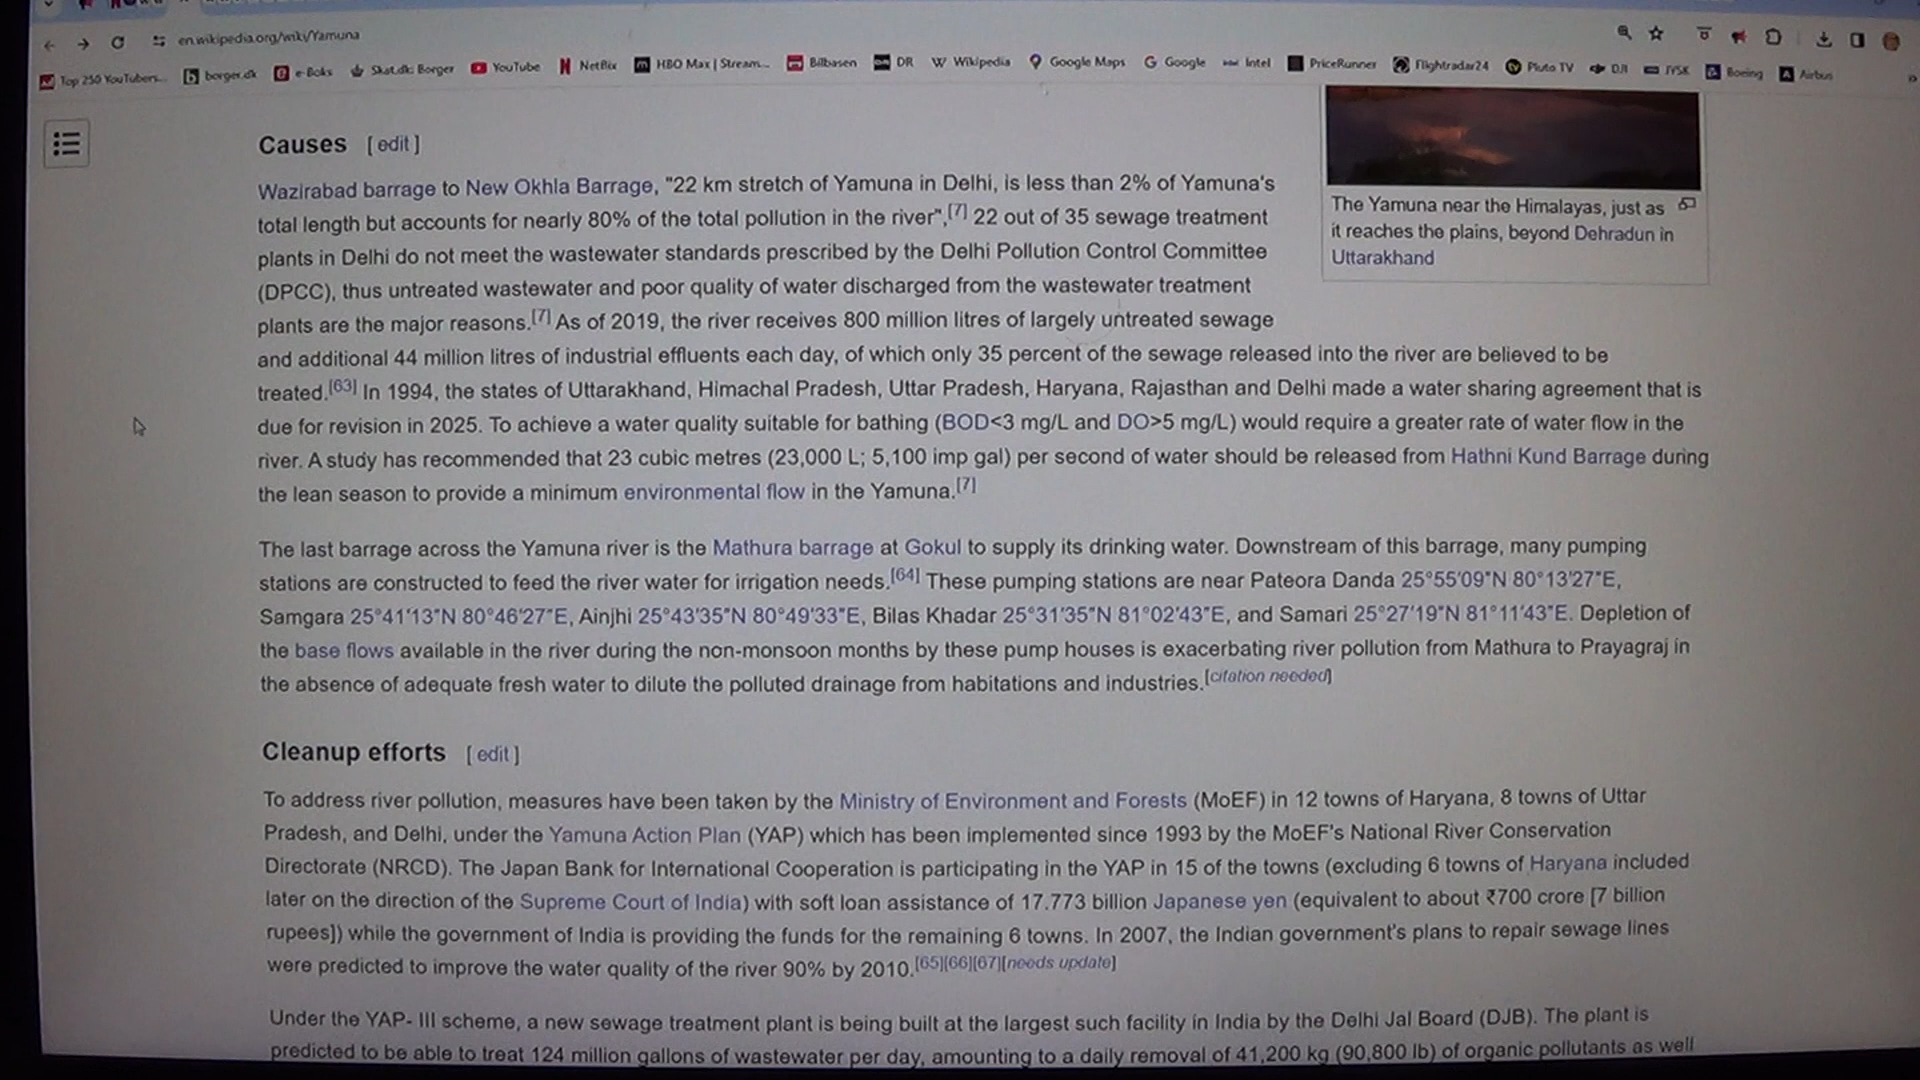 en.wikipedia.org/wiki/Yamuna
Top 250 YouTubers... borger.dk e-Boks Skat.dk: Borger YouTube Netflix HBO Max | Stream... Bilbasen DR Wikipedia Google Maps Google Intel PriceRunner Flightradar24 Pluto TV DJI JYSK Boeing Airbus
Causes [ edit ]
Wazirabad barrage to New Okhla Barrage, "22 km stretch of Yamuna in Delhi, is less than 2% of Yamuna's
total length but accounts for nearly 80% of the total pollution in the river",[7] 22 out of 35 sewage treatment
plants in Delhi do not meet the wastewater standards prescribed by the Delhi Pollution Control Committee
(DPCC), thus untreated wastewater and poor quality of water discharged from the wastewater treatment
plants are the major reasons.[7] As of 2019, the river receives 800 million litres of largely untreated sewage
and additional 44 million litres of industrial effluents each day, of which only 35 percent of the sewage released into the river are believed to be
treated.[63] In 1994, the states of Uttarakhand, Himachal Pradesh, Uttar Pradesh, Haryana, Rajasthan and Delhi made a water sharing agreement that is
due for revision in 2025. To achieve a water quality suitable for bathing (BOD<3 mg/L and DO>5 mg/L) would require a greater rate of water flow in the
river. A study has recommended that 23 cubic metres (23,000 L; 5,100 imp gal) per second of water should be released from Hathni Kund Barrage during
the lean season to provide a minimum environmental flow in the Yamuna.[7]
The Yamuna near the Himalayas, just as
it reaches the plains, beyond Dehradun in
Uttarakhand
The last barrage across the Yamuna river is the Mathura barrage at Gokul to supply its drinking water. Downstream of this barrage, many pumping
stations are constructed to feed the river water for irrigation needs.[64] These pumping stations are near Pateora Danda 25°55′09″N 80°13′27″E,
Samgara 25°41′13″N 80°46′27″E, Ainjhi 25°43′35″N 80°49′33″E, Bilas Khadar 25°31′35″N 81°02′43″E, and Samari 25°27′19″N 81°11′43″E. Depletion of
the base flows available in the river during the non-monsoon months by these pump houses is exacerbating river pollution from Mathura to Prayagraj in
the absence of adequate fresh water to dilute the polluted drainage from habitations and industries.[citation needed]
Cleanup efforts [ edit ]
To address river pollution, measures have been taken by the Ministry of Environment and Forests (MoEF) in 12 towns of Haryana, 8 towns of Uttar
Pradesh, and Delhi, under the Yamuna Action Plan (YAP) which has been implemented since 1993 by the MoEF's National River Conservation
Directorate (NRCD). The Japan Bank for International Cooperation is participating in the YAP in 15 of the towns (excluding 6 towns of Haryana included
later on the direction of the Supreme Court of India) with soft loan assistance of 17.773 billion Japanese yen (equivalent to about ₹700 crore [7 billion
rupees]) while the government of India is providing the funds for the remaining 6 towns. In 2007, the Indian government's plans to repair sewage lines
were predicted to improve the water quality of the river 90% by 2010.[65][66][67][needs update]
Under the YAP- III scheme, a new sewage treatment plant is being built at the largest such facility in India by the Delhi Jal Board (DJB). The plant is
predicted to be able to treat 124 million gallons of wastewater per day, amounting to a daily removal of 41,200 kg (90,800 lb) of organic pollutants as well